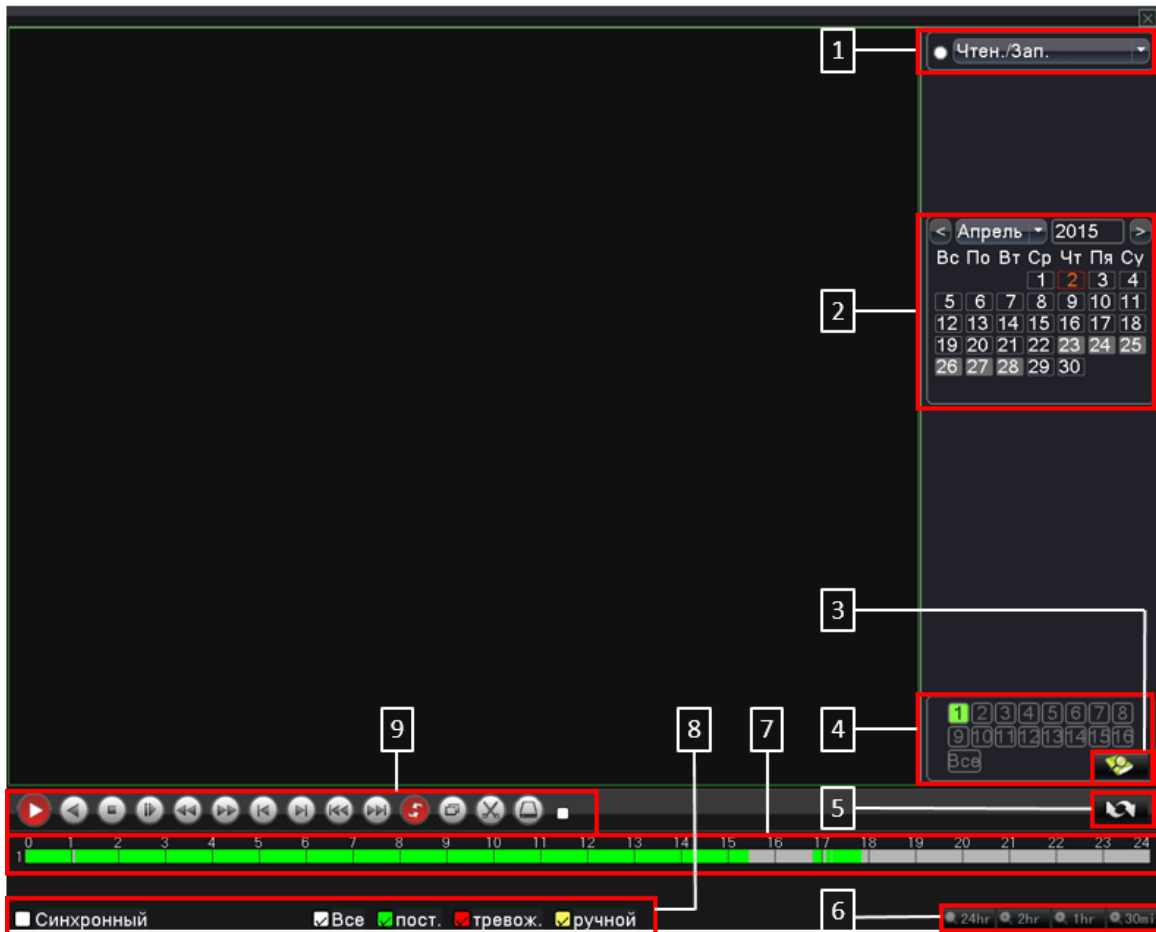 1
Чтен./Зап.
2
< Апрель 2015 >
Вс По Вт Ср Чт Пя Су
1 2 3 4
5 6 7 8 9 10 11
12 13 14 15 16 17 18
19 20 21 22 23 24 25
26 27 28 29 30
3
4
1 2 3 4 5 6 7 8
9 10 11 12 13 14 15 16
Все
9
8
7
5
0 1 2 3 4 5 6 7 8 9 10 11 12 13 14 15 16 17 18 19 20 21 22 23 24
1
Синхронный Все пост. тревож. ручной
6
24hr 2hr 1hr 30mi